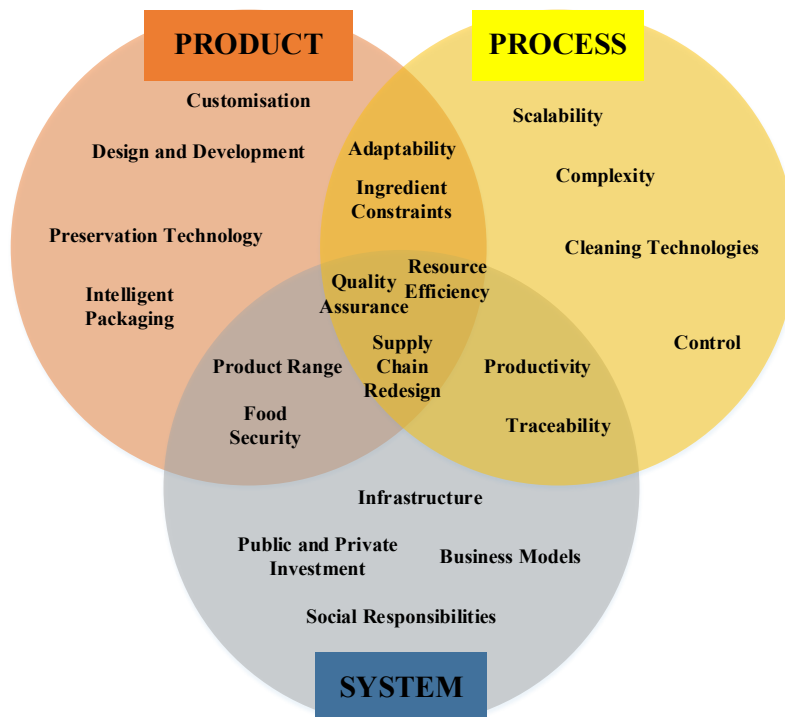 PRODUCT
PROCESS
Customisation
Scalability
Design and Development
Adaptability
Complexity
Ingredient
Constraints
Preservation Technology
Cleaning Technologies
Resource
Efficiency
Quality
Assurance
Intelligent
Packaging
Supply
Chain
Redesign
Control
Product Range
Productivity
Food
Security
Traceability
Infrastructure
Public and Private
Investment
Business Models
Social Responsibilities
SYSTEM